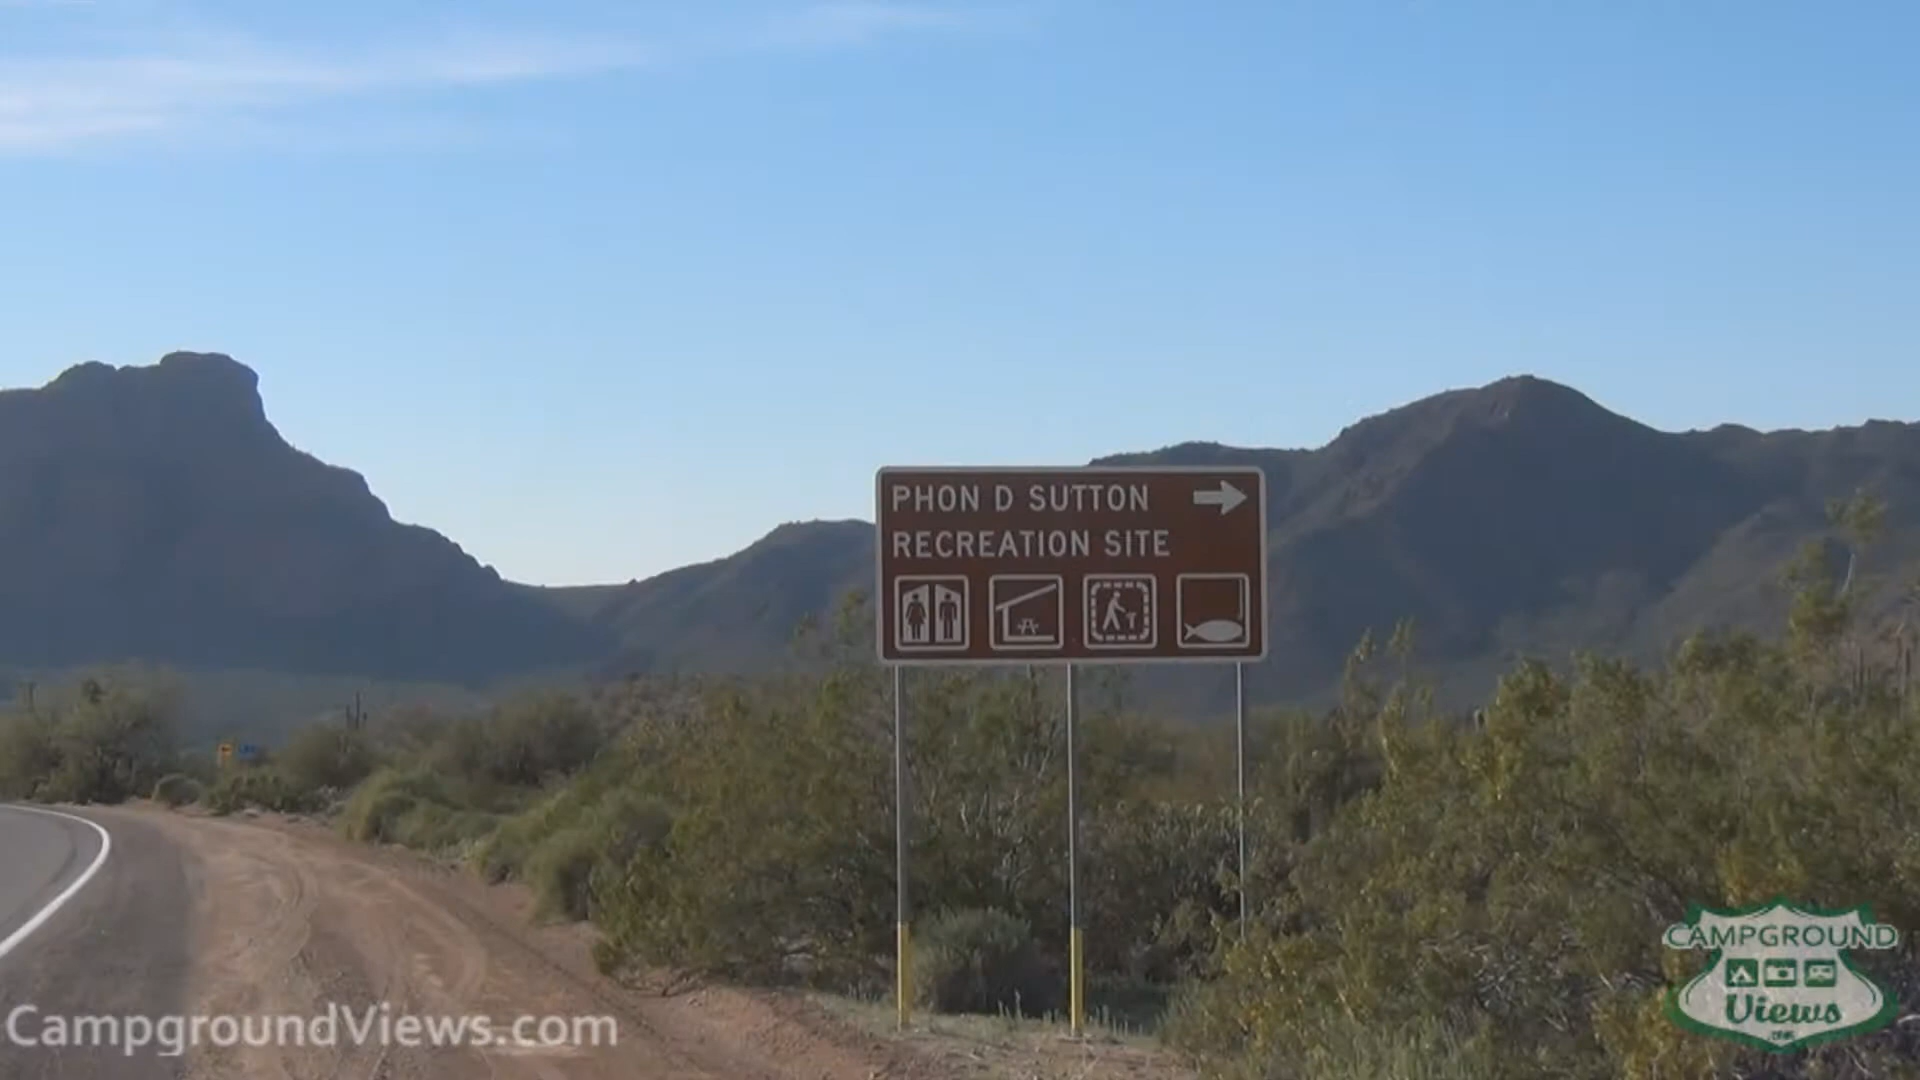 PHON D SUTTON
RECREATION SITE
CampgroundViews.com
CAMPGROUND
Views